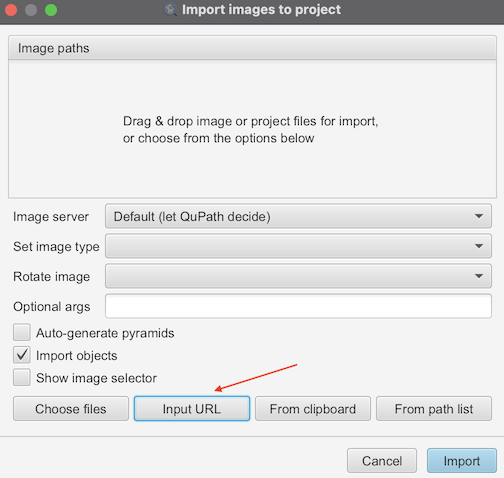 Import images to project
Image paths
Drag & drop image or project files for import,
or choose from the options below
Image server
Default (let QuPath decide)
Set image type
Rotate image
Optional args
Auto-generate pyramids
Import objects
Show image selector
Choose files
Input URL
From clipboard
From path list
Cancel
Import